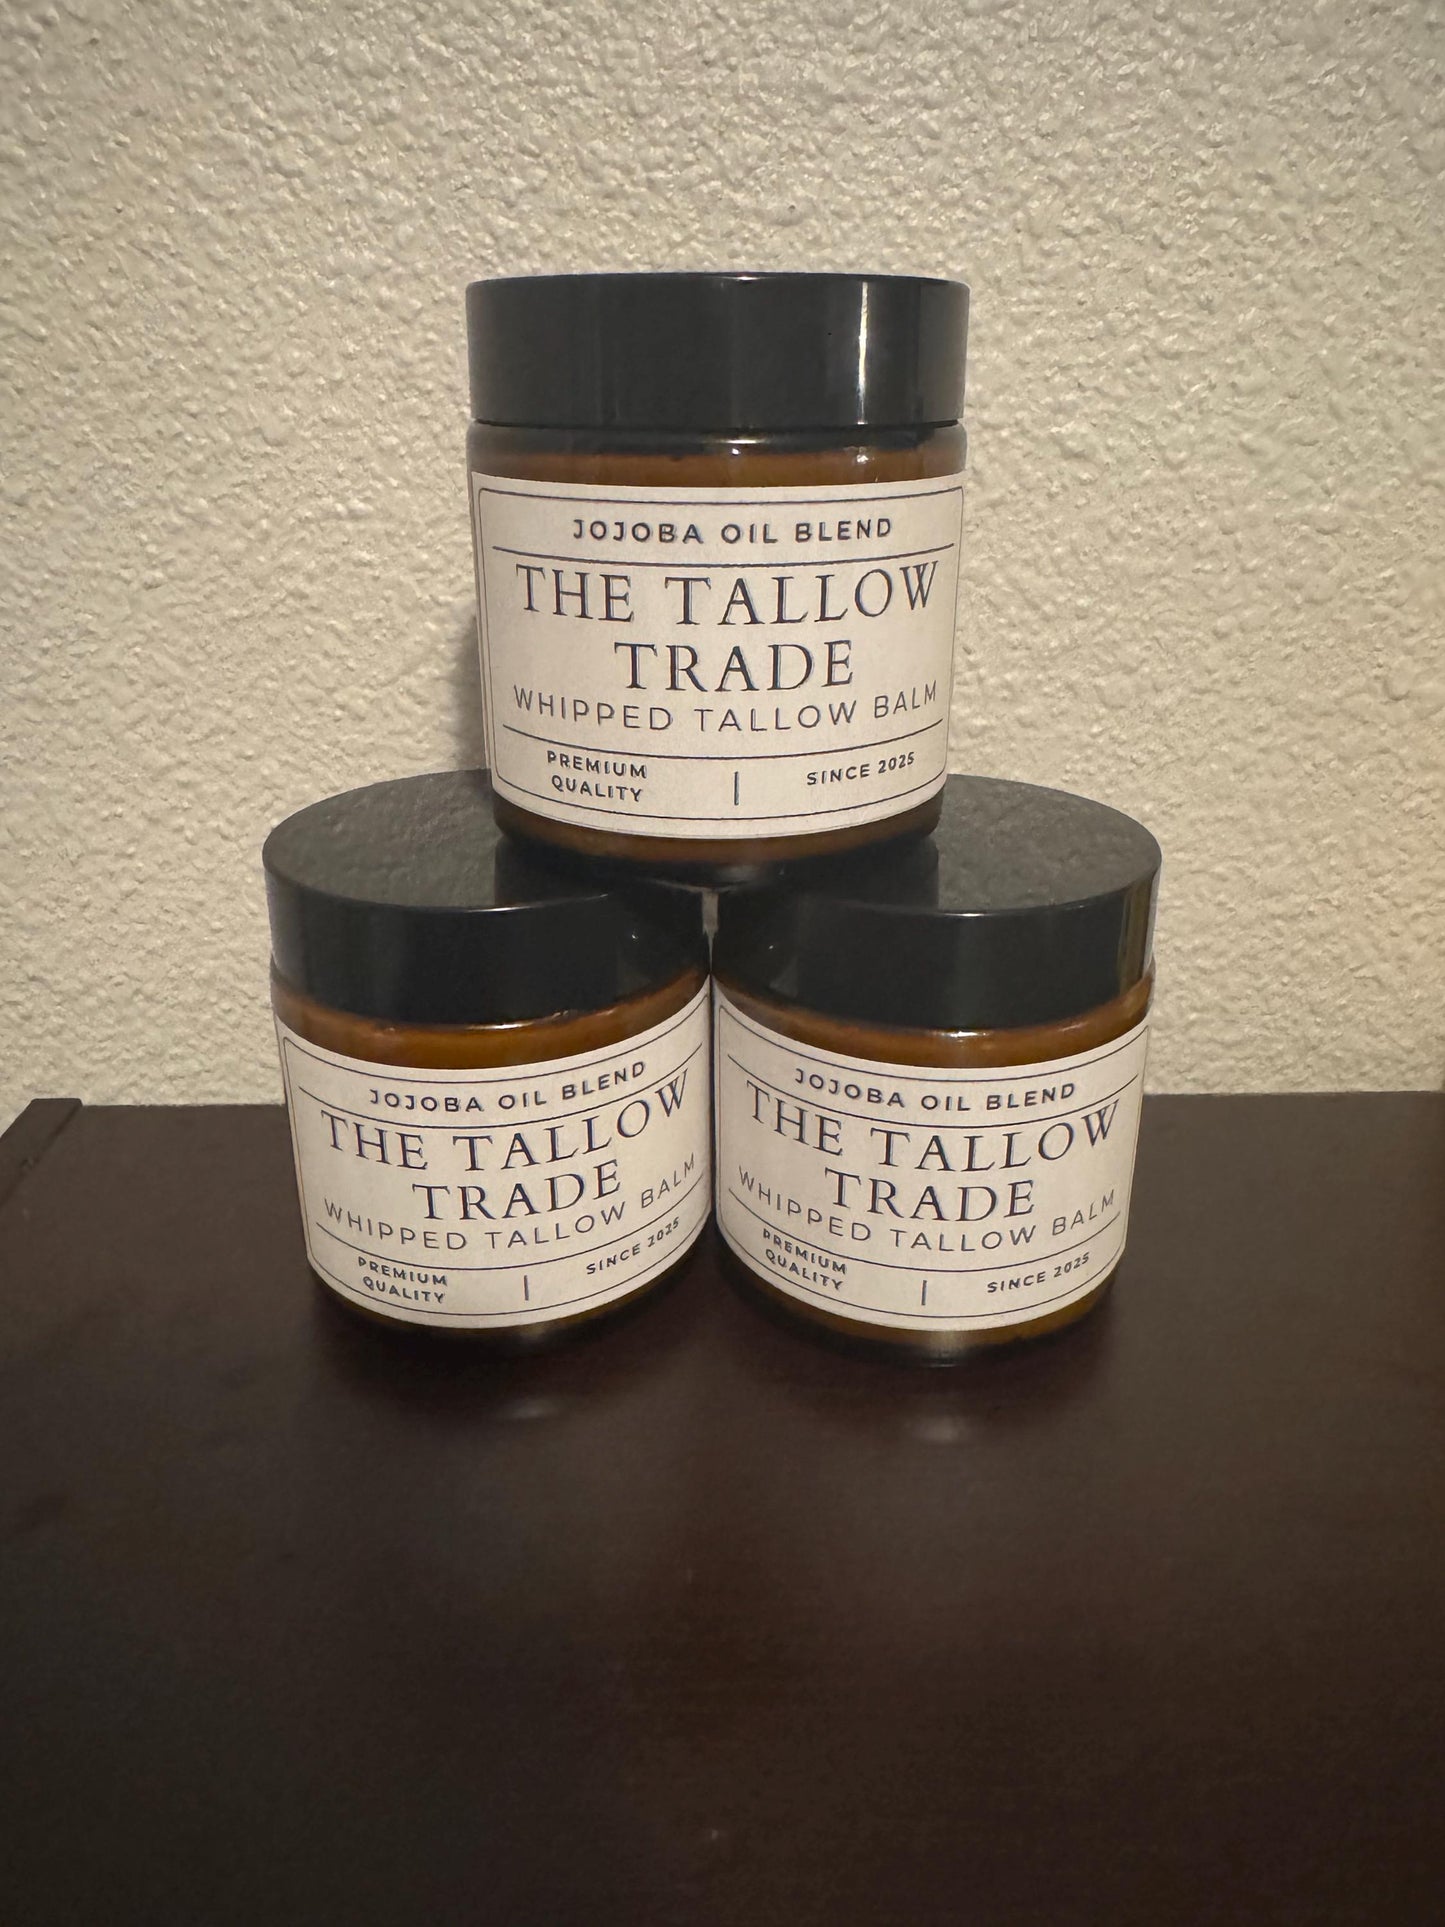 JOJOBA OIL BLEND
THE TALLOW
TRADE
WHIPPED TALLOW BALM
PREMIUM
QUALITY
|
SINCE 2025
JOJOBA OIL BLEND
THE TALLOW
TRADE
WHIPPED TALLOW BALM
PREMIUM
QUALITY
|
SINCE 2025
JOJOBA OIL BLEND
THE TALLOW
TRADE
WHIPPED TALLOW BALM
PREMIUM
QUALITY
|
SINCE 2025